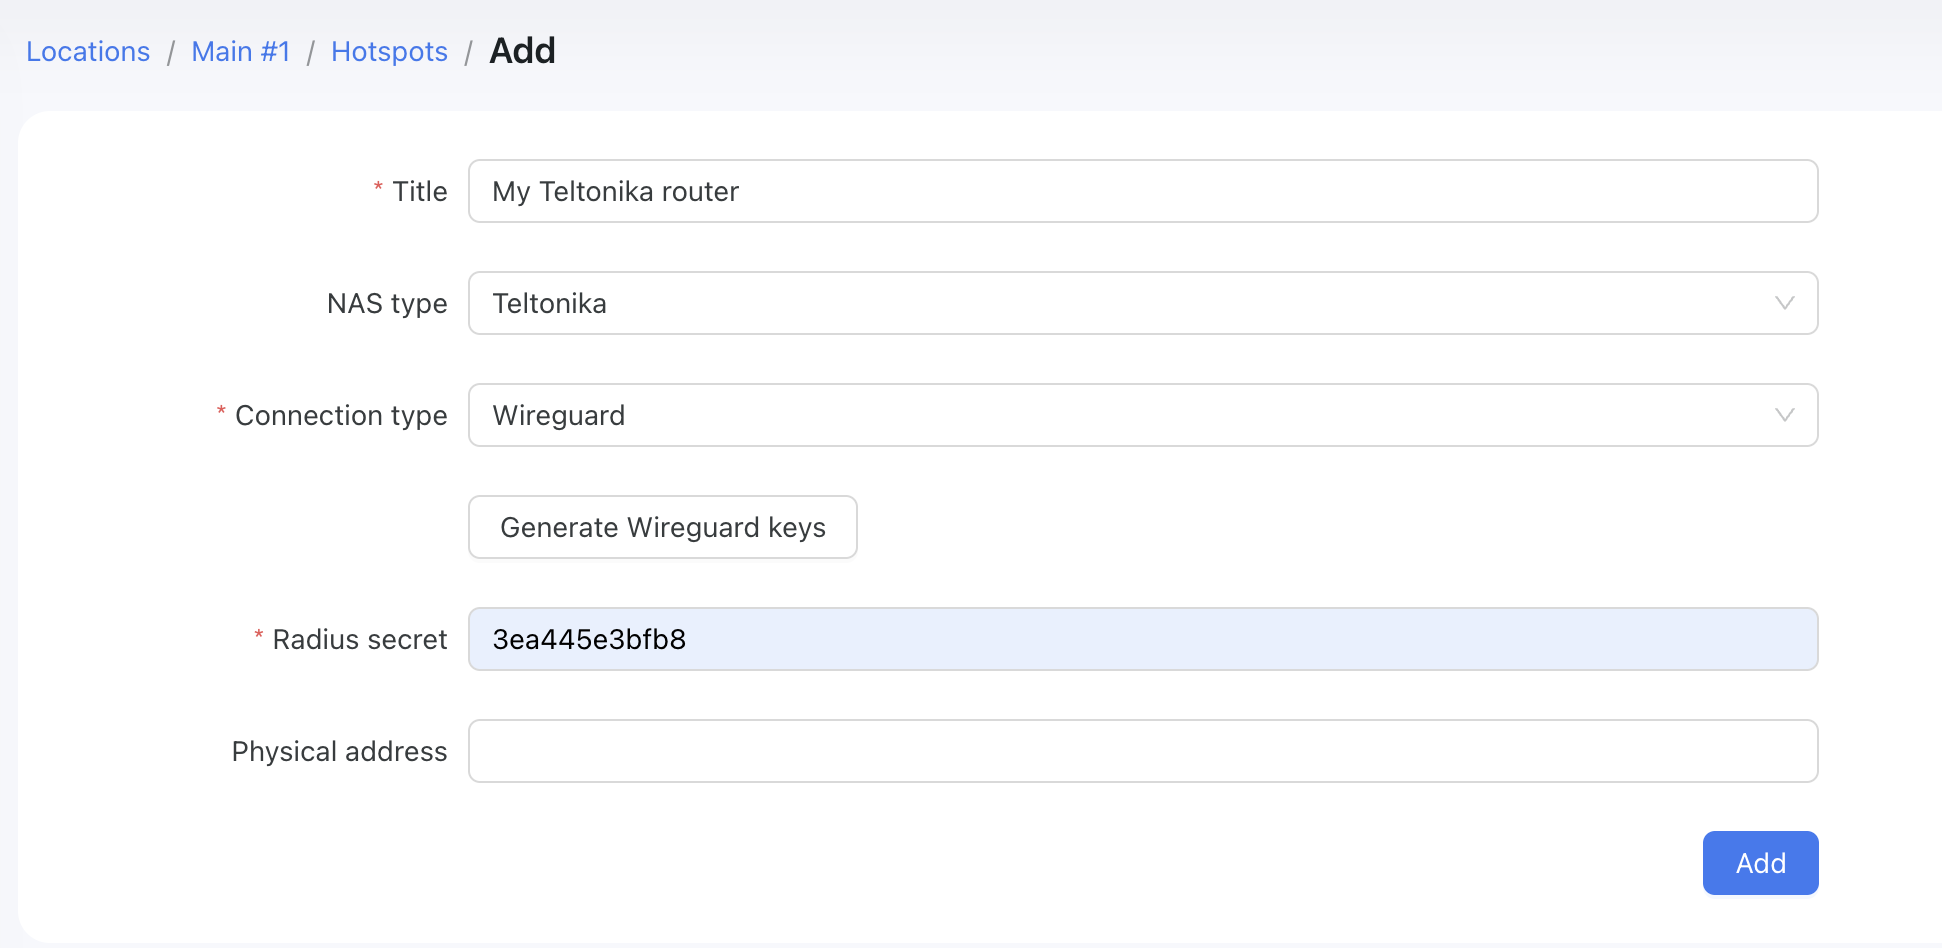 Locations / Main #1 / Hotspots / Add
* Title My Teltonika router
NAS type Teltonika
* Connection type Wireguard
Generate Wireguard keys
* Radius secret 3ea445e3bfb8
Physical address
Add